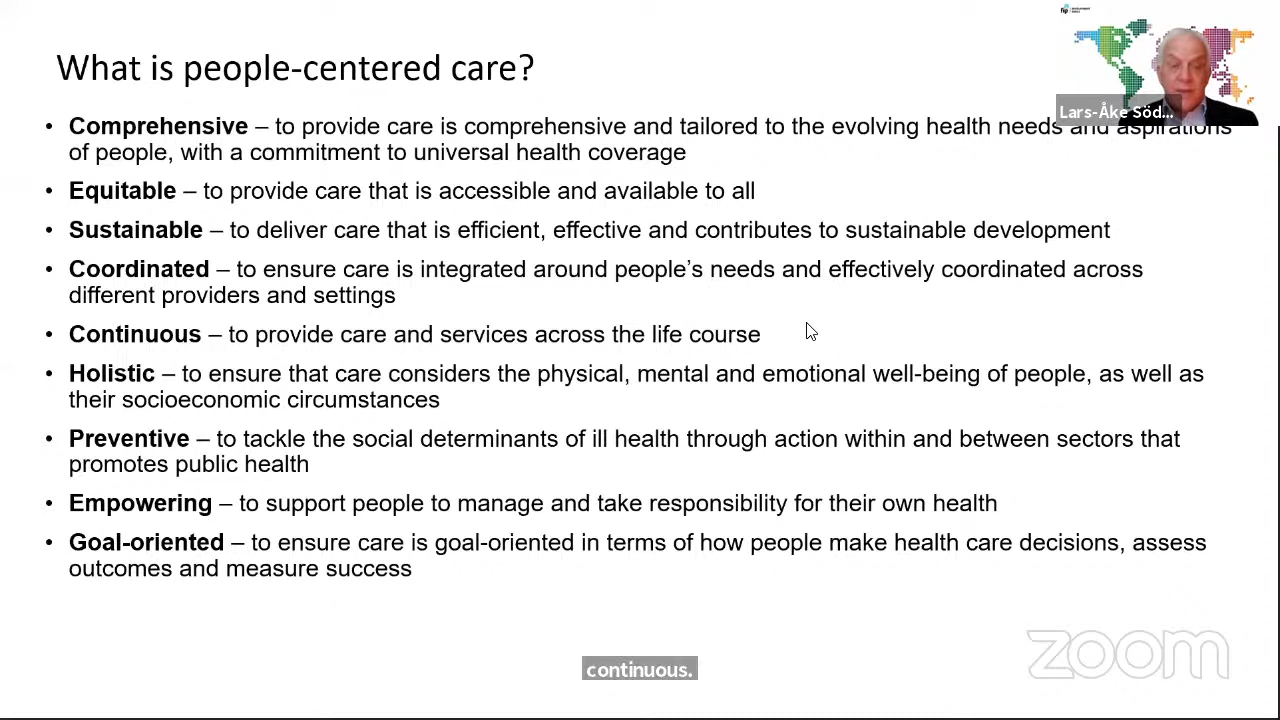 What is people-centered care?
fip DEVELOPMENT GOALS
Lars-Åke Söd...
• Comprehensive – to provide care is comprehensive and tailored to the evolving health needs and aspirations
of people, with a commitment to universal health coverage
• Equitable – to provide care that is accessible and available to all
• Sustainable – to deliver care that is efficient, effective and contributes to sustainable development
• Coordinated – to ensure care is integrated around people’s needs and effectively coordinated across
different providers and settings
• Continuous – to provide care and services across the life course
• Holistic – to ensure that care considers the physical, mental and emotional well-being of people, as well as
their socioeconomic circumstances
• Preventive – to tackle the social determinants of ill health through action within and between sectors that
promotes public health
• Empowering – to support people to manage and take responsibility for their own health
• Goal-oriented – to ensure care is goal-oriented in terms of how people make health care decisions, assess
outcomes and measure success
zoom
continuous.